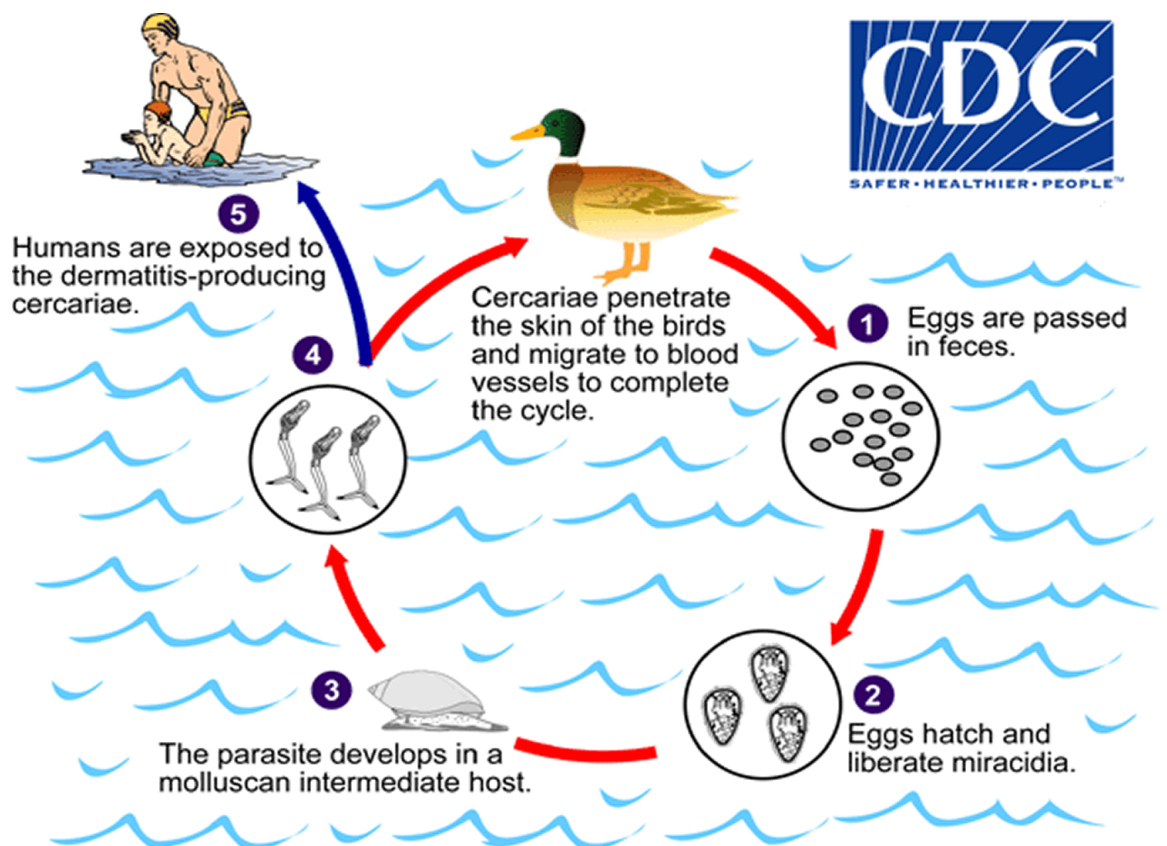 CDC
SAFER • HEALTHIER • PEOPLE™
5
Humans are exposed to
the dermatitis-producing
cercariae.
Cercariae penetrate
the skin of the birds
and migrate to blood
vessels to complete
the cycle.
1
Eggs are passed
in feces.
4
3
The parasite develops in a
molluscan intermediate host.
2
Eggs hatch and
liberate miracidia.